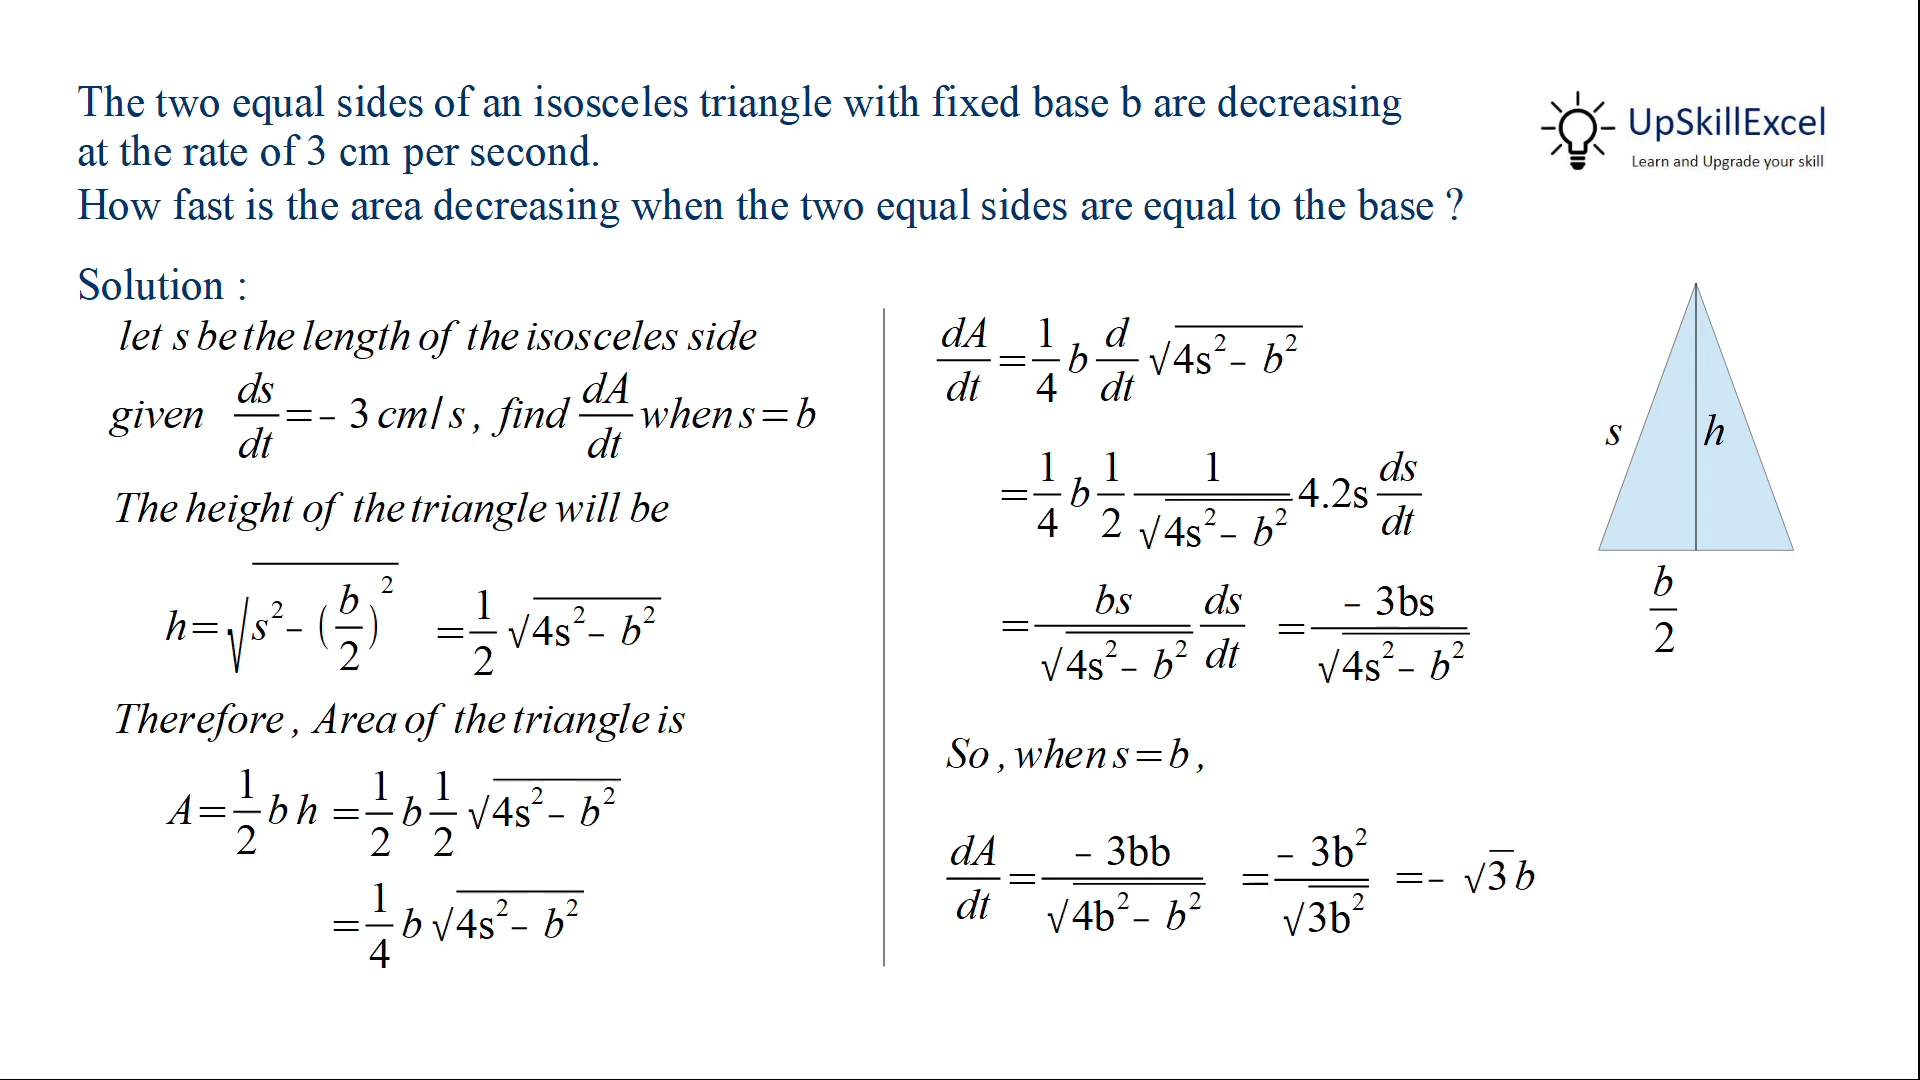 The two equal sides of an isosceles triangle with fixed base b are decreasing
at the rate of 3 cm per second.
How fast is the area decreasing when the two equal sides are equal to the base ?
UpSkillExcel
Learn and Upgrade your skill
Solution :
let s be the length of the isosceles side
given ds/dt = – 3 cm/s , find dA/dt when s = b
The height of the triangle will be
h = √(s² – (b/2)²) = 1/2 √(4s² – b²)
Therefore , Area of the triangle is
A = 1/2 b h = 1/2 b 1/2 √(4s² – b²)
= 1/4 b √(4s² – b²)
dA/dt = 1/4 b d/dt √(4s² – b²)
= 1/4 b 1/2 1/√(4s² – b²) 4.2s ds/dt
= bs/√(4s² – b²) ds/dt = – 3bs/√(4s² – b²)
So , when s = b ,
dA/dt = – 3bb/√(4b² – b²) = – 3b²/√(3b²) = – √3 b
s
h
b/2